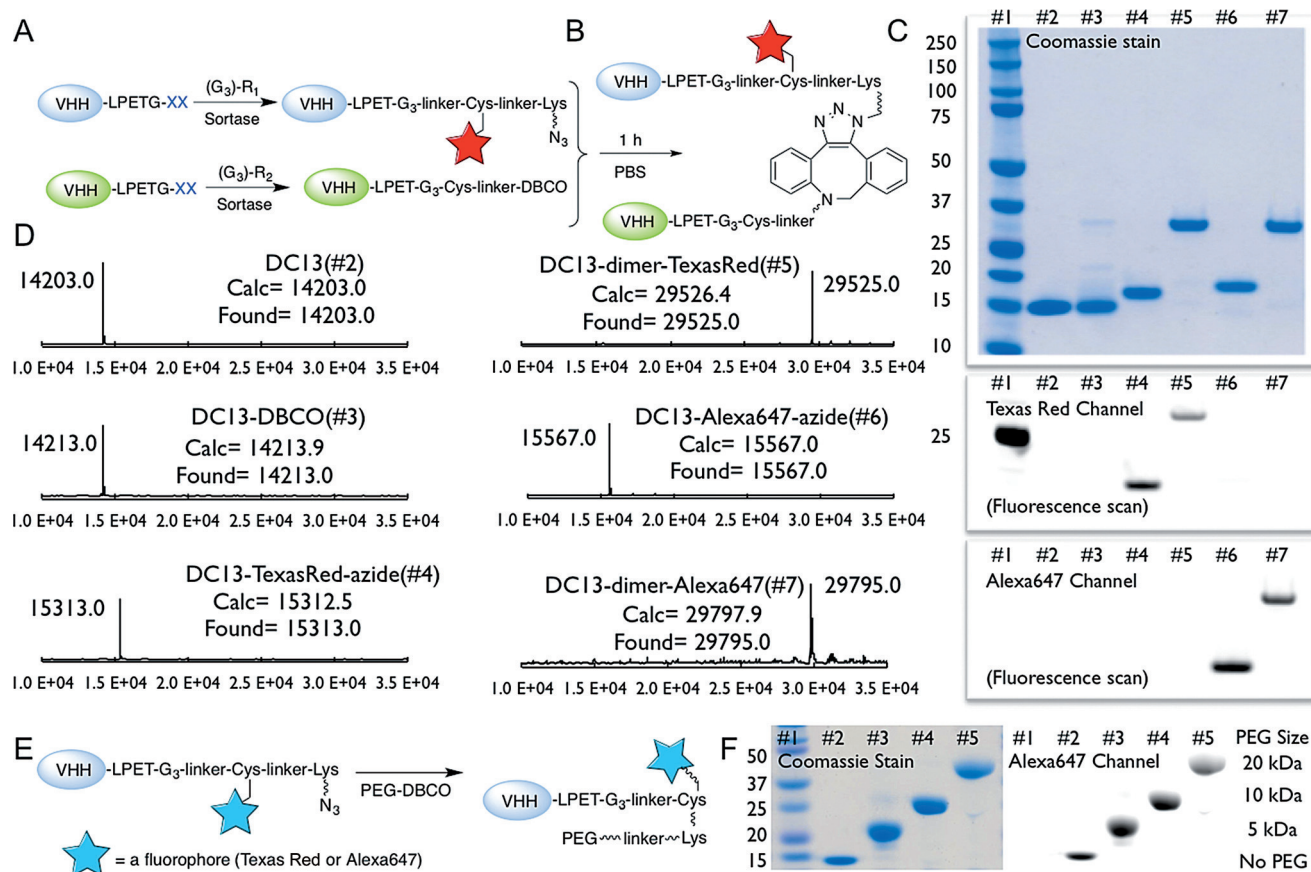 A
VHH -LPETG-XX
(G3)-R1
Sortase
VHH -LPET-G3-linker-Cys-linker-Lys
N3
VHH -LPETG-XX
(G3)-R2
Sortase
VHH -LPET-G3-Cys-linker-DBCO
B
1 h
PBS
VHH -LPET-G3-linker-Cys-linker-Lys
N N N
N
VHH -LPET-G3-Cys-linker
C
#1 #2 #3 #4 #5 #6 #7
Coomassie stain
250
150
100
75
50
37
25
20
15
10
#1 #2 #3 #4 #5 #6 #7
Texas Red Channel
25
(Fluorescence scan)
#1 #2 #3 #4 #5 #6 #7
Alexa647 Channel
(Fluorescence scan)
D
14203.0
DC13(#2)
Calc= 14203.0
Found= 14203.0
1.0 E+04 1.5 E+04 2.0 E+04 2.5 E+04 3.0 E+04 3.5 E+04
14213.0
DC13-DBCO(#3)
Calc= 14213.9
Found= 14213.0
1.0 E+04 1.5 E+04 2.0 E+04 2.5 E+04 3.0 E+04 3.5 E+04
15313.0
DC13-TexasRed-azide(#4)
Calc= 15312.5
Found= 15313.0
1.0 E+04 1.5 E+04 2.0 E+04 2.5 E+04 3.0 E+04 3.5 E+04
DC13-dimer-TexasRed(#5)
Calc= 29526.4
Found= 29525.0
29525.0
1.0 E+04 1.5 E+04 2.0 E+04 2.5 E+04 3.0 E+04 3.5 E+04
15567.0
DC13-Alexa647-azide(#6)
Calc= 15567.0
Found= 15567.0
1.0 E+04 1.5 E+04 2.0 E+04 2.5 E+04 3.0 E+04 3.5 E+04
DC13-dimer-Alexa647(#7)
Calc= 29797.9
Found= 29795.0
29795.0
1.0 E+04 1.5 E+04 2.0 E+04 2.5 E+04 3.0 E+04 3.5 E+04
E
VHH -LPET-G3-linker-Cys-linker-Lys
N3
PEG-DBCO
VHH -LPET-G3-linker-Cys
PEG linker Lys
= a fluorophore (Texas Red or Alexa647)
F
#1 #2 #3 #4 #5
Coomassie Stain
50
37
25
20
15
#1 #2 #3 #4 #5
Alexa647 Channel
PEG Size
20 kDa
10 kDa
5 kDa
No PEG